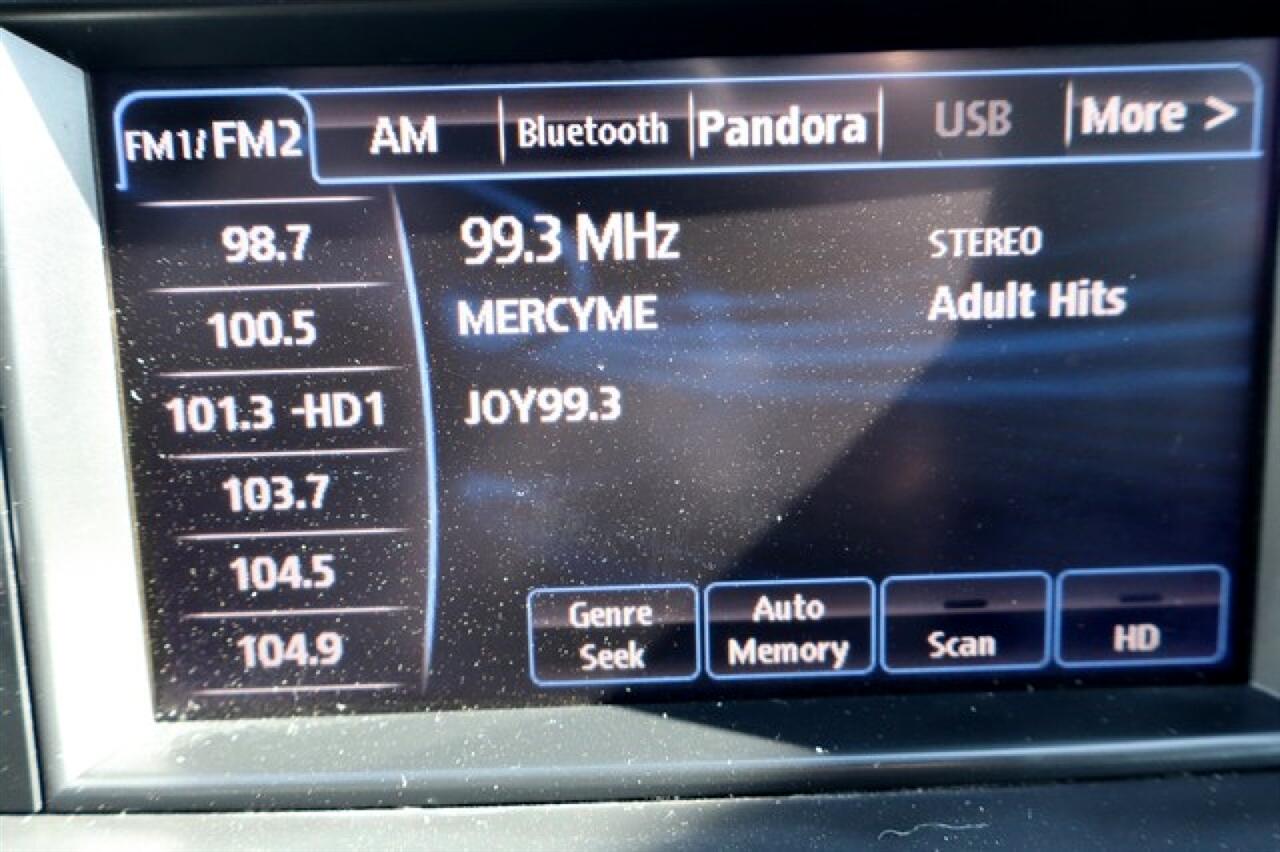 FM1/FM2 AM Bluetooth Pandora USB More >
98.7
100.5
101.3 -HD1
103.7
104.5
104.9
99.3 MHz STEREO
MERCYME Adult Hits
JOY99.3
Genre
Seek
Auto
Memory
Scan
HD